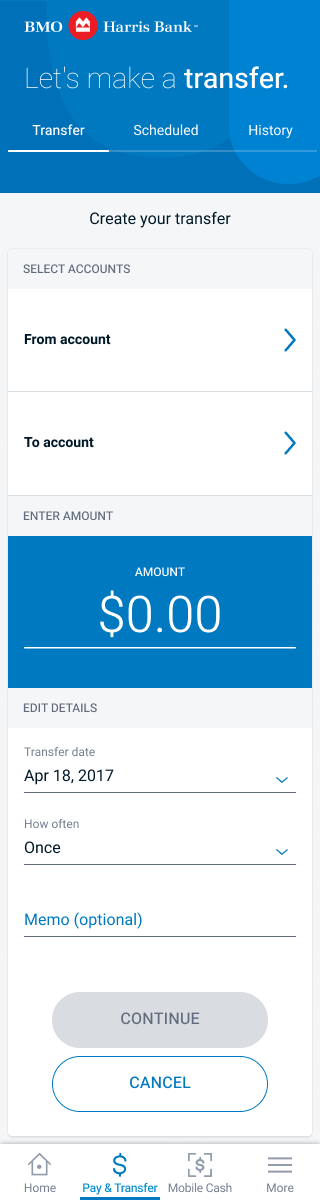 BMO Harris Bank
Let's make a transfer.
Transfer Scheduled History
Create your transfer
SELECT ACCOUNTS
From account
To account
ENTER AMOUNT
AMOUNT
$0.00
EDIT DETAILS
Transfer date
Apr 18, 2017
How often
Once
Memo (optional)
CONTINUE
CANCEL
Home Pay & Transfer Mobile Cash More